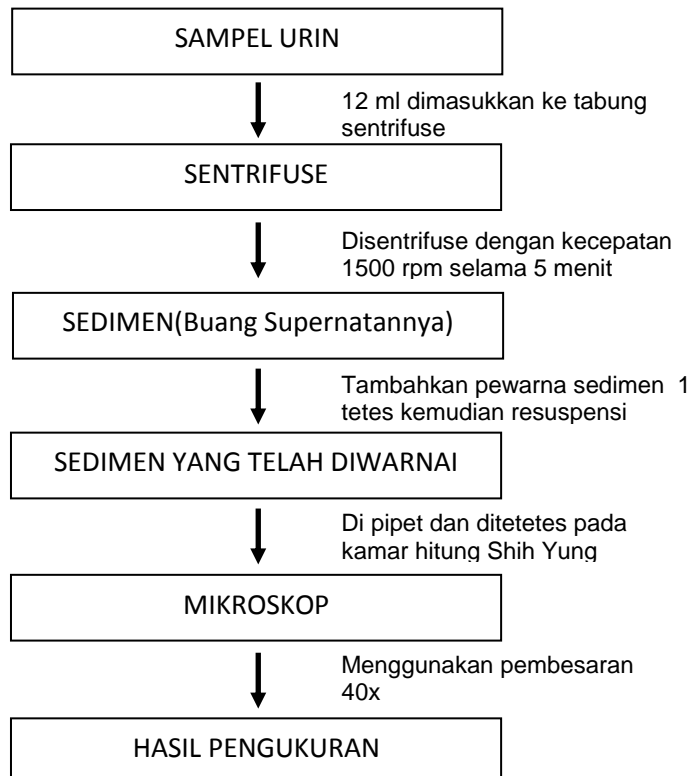 SAMPEL URIN
12 ml dimasukkan ke tabung
sentrifuse
SENTRIFUSE
Disentrifuse dengan kecepatan
1500 rpm selama 5 menit
SEDIMEN(Buang Supernatannya)
Tambahkan pewarna sedimen 1
tetes kemudian resuspensi
SEDIMEN YANG TELAH DIWARNAI
Di pipet dan ditetetes pada
kamar hitung Shih Yung
MIKROSKOP
Menggunakan pembesaran
40x
HASIL PENGUKURAN